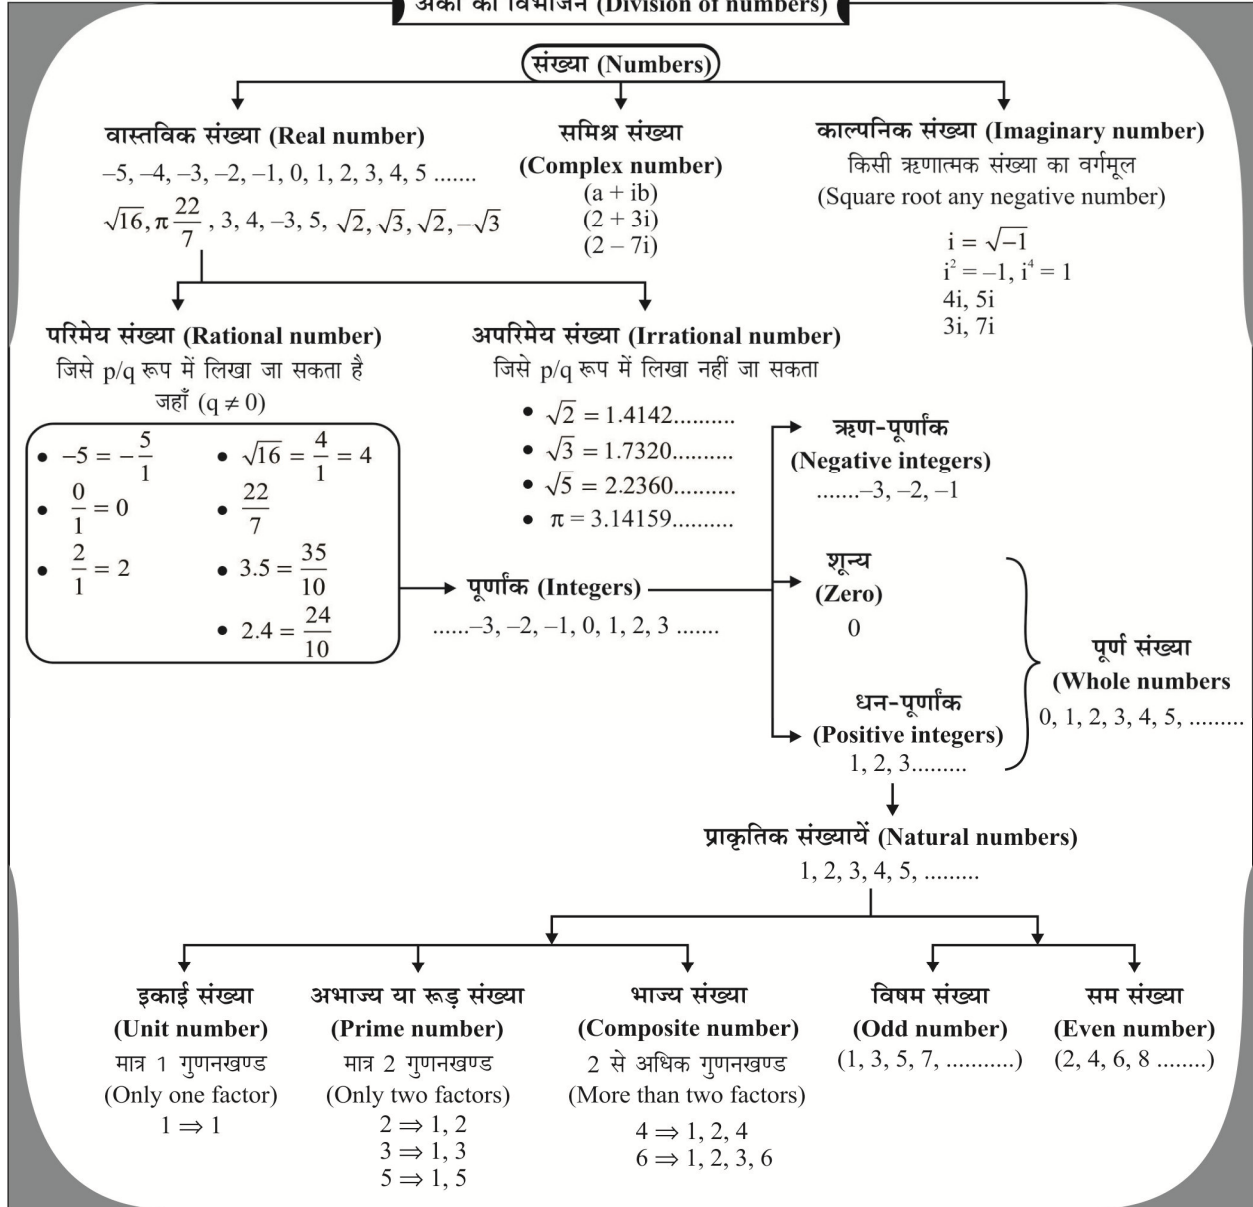 अंकों का विभाजन (Division of numbers)
संख्या (Numbers)
वास्तविक संख्या (Real number)
–5, –4, –3, –2, –1, 0, 1, 2, 3, 4, 5 .......
√16, π 22/7, 3, 4, –3, 5, √2, √3, √2, –√3
समिश्र संख्या
(Complex number)
(a + ib)
(2 + 3i)
(2 – 7i)
काल्पनिक संख्या (Imaginary number)
किसी ऋणात्मक संख्या का वर्गमूल
(Square root any negative number)
i = √–1
i² = –1, i⁴ = 1
4i, 5i
3i, 7i
परिमेय संख्या (Rational number)
जिसे p/q रूप में लिखा जा सकता है
जहाँ (q ≠ 0)
• –5 = –5/1
• √16 = 4/1 = 4
• 0/1 = 0
• 22/7
• 2/1 = 2
• 3.5 = 35/10
• 2.4 = 24/10
अपरिमेय संख्या (Irrational number)
जिसे p/q रूप में लिखा नहीं जा सकता
• √2 = 1.4142..........
• √3 = 1.7320..........
• √5 = 2.2360..........
• π = 3.14159..........
पूर्णांक (Integers)
......–3, –2, –1, 0, 1, 2, 3 .......
ऋण-पूर्णांक
(Negative integers)
.......–3, –2, –1
शून्य
(Zero)
0
धन-पूर्णांक
(Positive integers)
1, 2, 3.........
पूर्ण संख्या
(Whole numbers
0, 1, 2, 3, 4, 5, .........
प्राकृतिक संख्यायें (Natural numbers)
1, 2, 3, 4, 5, .........
इकाई संख्या
(Unit number)
मात्र 1 गुणनखण्ड
(Only one factor)
1 ⇒ 1
अभाज्य या रूड़ संख्या
(Prime number)
मात्र 2 गुणनखण्ड
(Only two factors)
2 ⇒ 1, 2
3 ⇒ 1, 3
5 ⇒ 1, 5
भाज्य संख्या
(Composite number)
2 से अधिक गुणनखण्ड
(More than two factors)
4 ⇒ 1, 2, 4
6 ⇒ 1, 2, 3, 6
विषम संख्या
(Odd number)
(1, 3, 5, 7, ...........)
सम संख्या
(Even number)
(2, 4, 6, 8 ........)